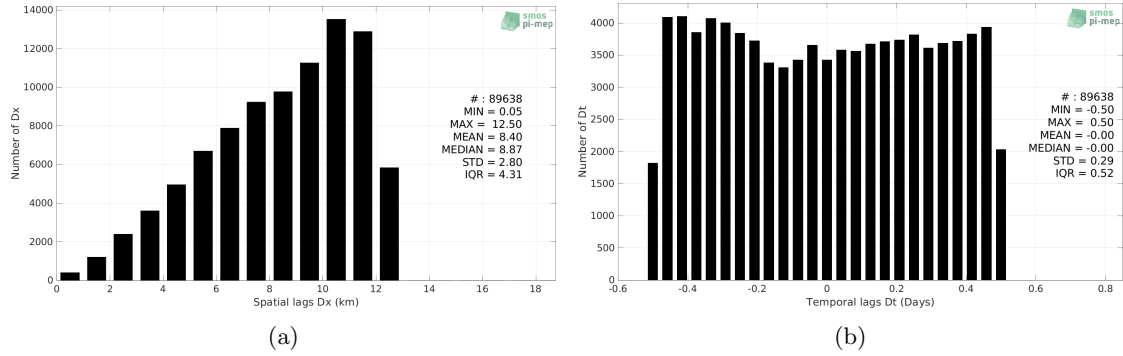 14000
12000
10000
8000
6000
4000
2000
0
Number of Dx
0 2 4 6 8 10 12 14 16 18
Spatial lags Dx (km)
smos
pi-mep
# : 89638
MIN = 0.05
MAX = 12.50
MEAN = 8.40
MEDIAN = 8.87
STD = 2.80
IQR = 4.31
(a)
4000
3500
3000
2500
2000
1500
1000
500
0
Number of Dt
-0.6 -0.4 -0.2 0 0.2 0.4 0.6 0.8
Temporal lags Dt (Days)
smos
pi-mep
# : 89638
MIN = -0.50
MAX = 0.50
MEAN = -0.00
MEDIAN = -0.00
STD = 0.29
IQR = 0.52
(b)